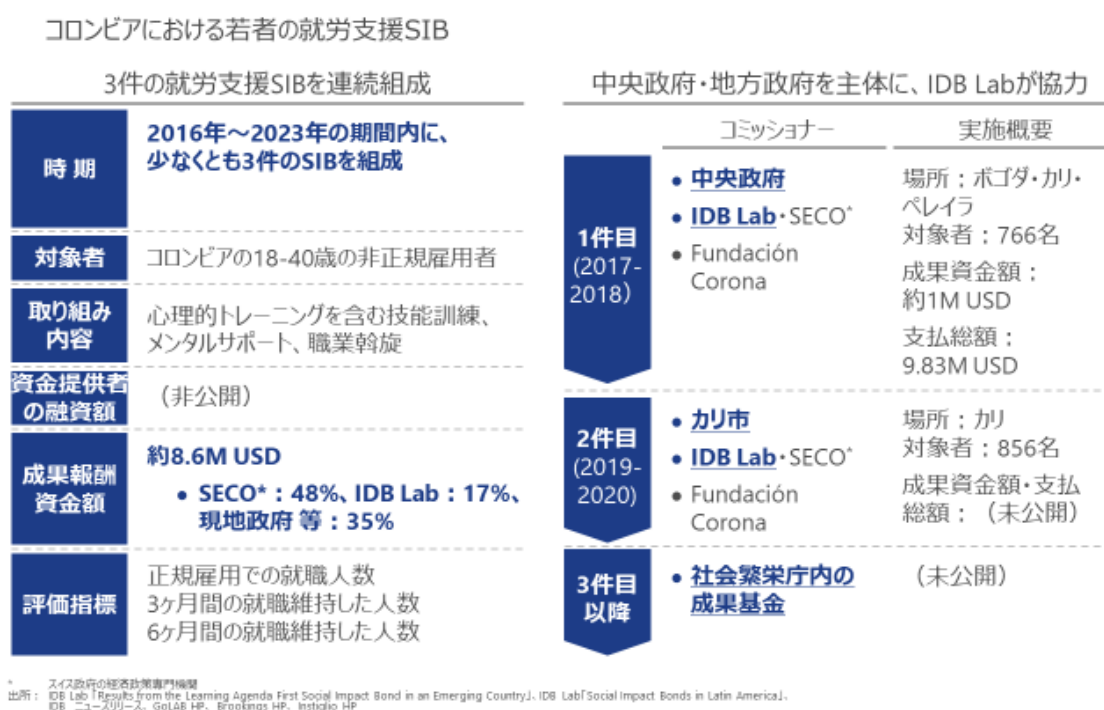 コロンビアにおける若者の就労支援SIB
3件の就労支援SIBを連続組成
時 期
2016年～2023年の期間内に、
少なくとも3件のSIBを組成
対象者
コロンビアの18-40歳の非正規雇用者
取り組み
内容
心理的トレーニングを含む技能訓練、
メンタルサポート、職業斡旋
資金提供者
の融資額
（非公開）
成果報酬
資金額
約8.6M USD
• SECO*：48%、IDB Lab：17%、
現地政府 等：35%
評価指標
正規雇用での就職人数
3ヶ月間の就職維持した人数
6ヶ月間の就職維持した人数
中央政府・地方政府を主体に、IDB Labが協力
コミッショナー
実施概要
1件目
(2017-
2018）
• 中央政府
• IDB Lab・SECO*
• Fundación
Corona
場所：ボゴダ・カリ・
ペレイラ
対象者：766名
成果資金額：
約1M USD
支払総額：
9.83M USD
2件目
(2019-
2020)
• カリ市
• IDB Lab・SECO*
• Fundación
Corona
場所：カリ
対象者：856名
成果資金額・支払
総額：（未公開）
3件目
以降
• 社会繁栄庁内の
成果基金
（未公開）
* スイス政府の経済政策専門機関
出所： IDB Lab「Results from the Learning Agenda First Social Impact Bond in an Emerging Country」、IDB Lab「Social Impact Bonds in Latin America」、
IDB ニュースリリース、GoLAB HP、Brookings HP、Instiglio HP